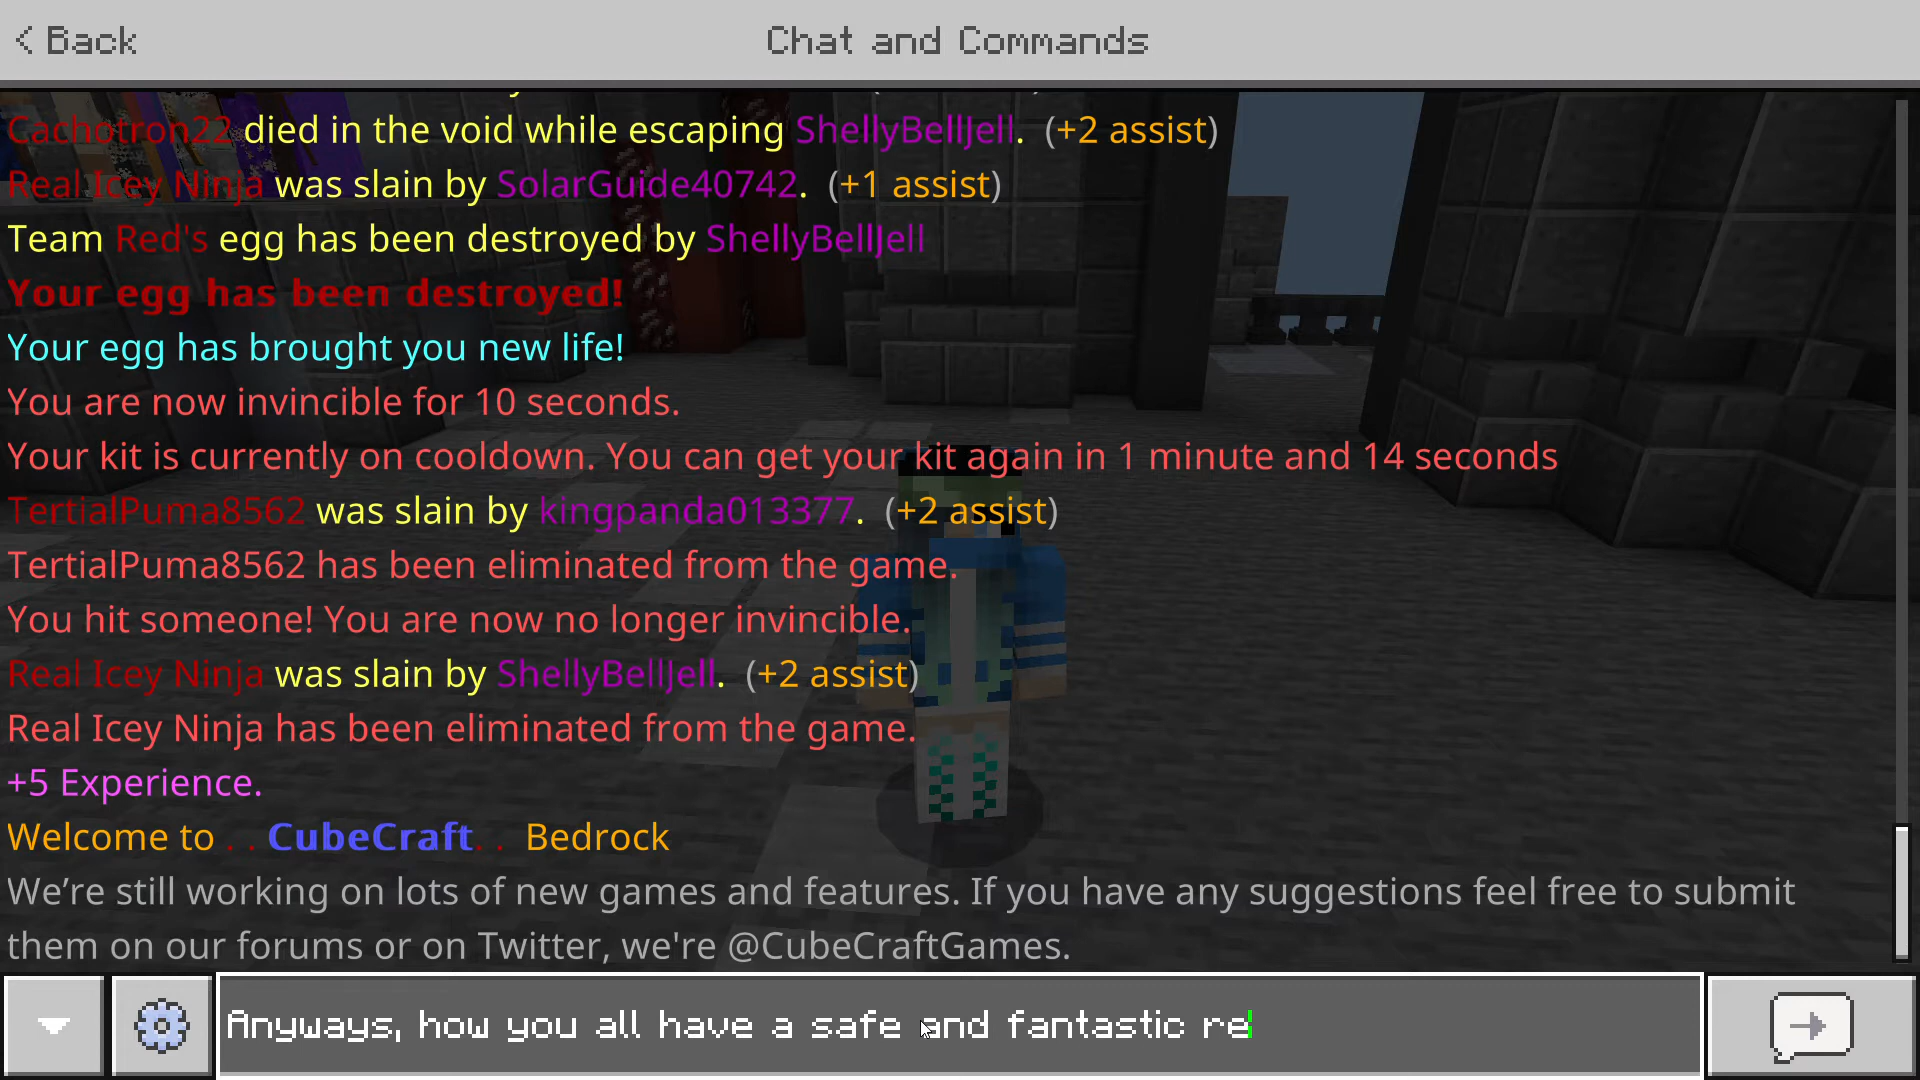 < Back
Chat and Commands
Cachotron22 died in the void while escaping ShellyBellJell. (+2 assist)
Real Icey Ninja was slain by SolarGuide40742. (+1 assist)
Team Red's egg has been destroyed by ShellyBellJell
Your egg has been destroyed!
Your egg has brought you new life!
You are now invincible for 10 seconds.
Your kit is currently on cooldown. You can get your kit again in 1 minute and 14 seconds
TertialPuma8562 was slain by kingpanda013377. (+2 assist)
TertialPuma8562 has been eliminated from the game.
You hit someone! You are now no longer invincible.
Real Icey Ninja was slain by ShellyBellJell. (+2 assist)
Real Icey Ninja has been eliminated from the game.
+5 Experience.
Welcome to . . CubeCraft. . Bedrock
We’re still working on lots of new games and features. If you have any suggestions feel free to submit
them on our forums or on Twitter, we're @CubeCraftGames.
Anyways, how you all have a safe and fantastic re